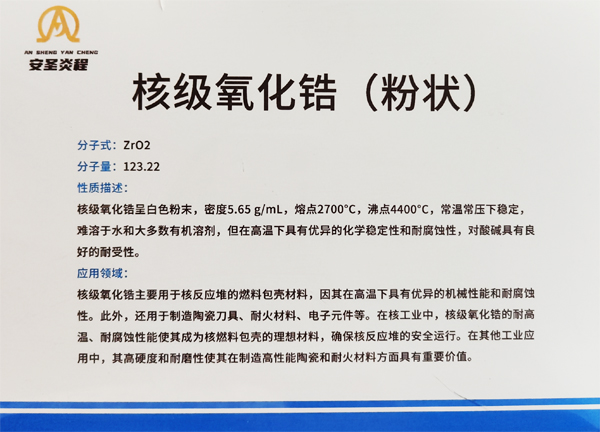 AN SHENG YAN CHENG
安圣炎程
核级氧化锆（粉状）
分子式：ZrO2
分子量：123.22
性质描述：
核级氧化锆呈白色粉末，密度5.65 g/mL，熔点2700°C，沸点4400°C，常温常压下稳定，
难溶于水和大多数有机溶剂，但在高温下具有优异的化学稳定性和耐腐蚀性，对酸碱具有良
好的耐受性。
应用领域：
核级氧化锆主要用于核反应堆的燃料包壳材料，因其在高温下具有优异的机械性能和耐腐蚀
性。此外，还用于制造陶瓷刀具、耐火材料、电子元件等。在核工业中，核级氧化锆的耐高
温、耐腐蚀性能使其成为核燃料包壳的理想材料，确保核反应堆的安全运行。在其他工业应
用中，其高硬度和耐磨性使其在制造高性能陶瓷和耐火材料方面具有重要价值。